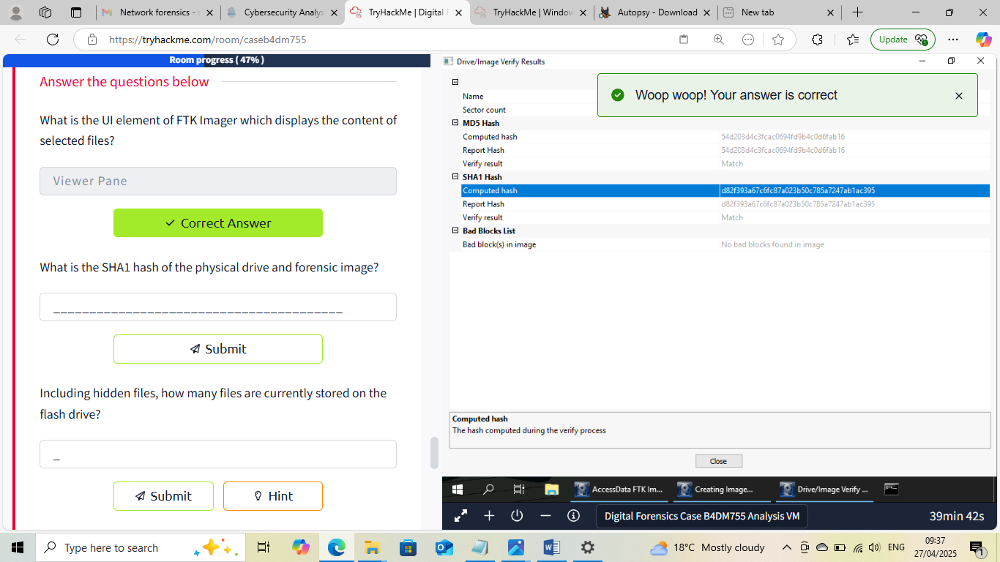 Network forensics - s
Cybersecurity Analys
TryHackMe | Digital F
TryHackMe | Window
Autopsy - Download
New tab
https://tryhackme.com/room/caseb4dm755
Update
Room progress ( 47% )
Answer the questions below
What is the UI element of FTK Imager which displays the content of
selected files?
Viewer Pane
Correct Answer
What is the SHA1 hash of the physical drive and forensic image?
________________________________________
Submit
Including hidden files, how many files are currently stored on the
flash drive?
_
Submit
Hint
Drive/Image Verify Results
Woop woop! Your answer is correct
Name
Sector count
MD5 Hash
Computed hash 54d203d4c3fcac0694fd9b4c0d6fab16
Report Hash 54d203d4c3fcac0694fd9b4c0d6fab16
Verify result Match
SHA1 Hash
Computed hash d82f393a67c6fc87a023b50c785a7247ab1ac395
Report Hash d82f393a67c6fc87a023b50c785a7247ab1ac395
Verify result Match
Bad Blocks List
Bad block(s) in image No bad blocks found in image
Computed hash
The hash computed during the verify process
Close
AccessData FTK Im...
Creating Image...
Drive/Image Verify ...
Digital Forensics Case B4DM755 Analysis VM
39min 42s
Type here to search
18°C Mostly cloudy
ENG
09:37
27/04/2025
1